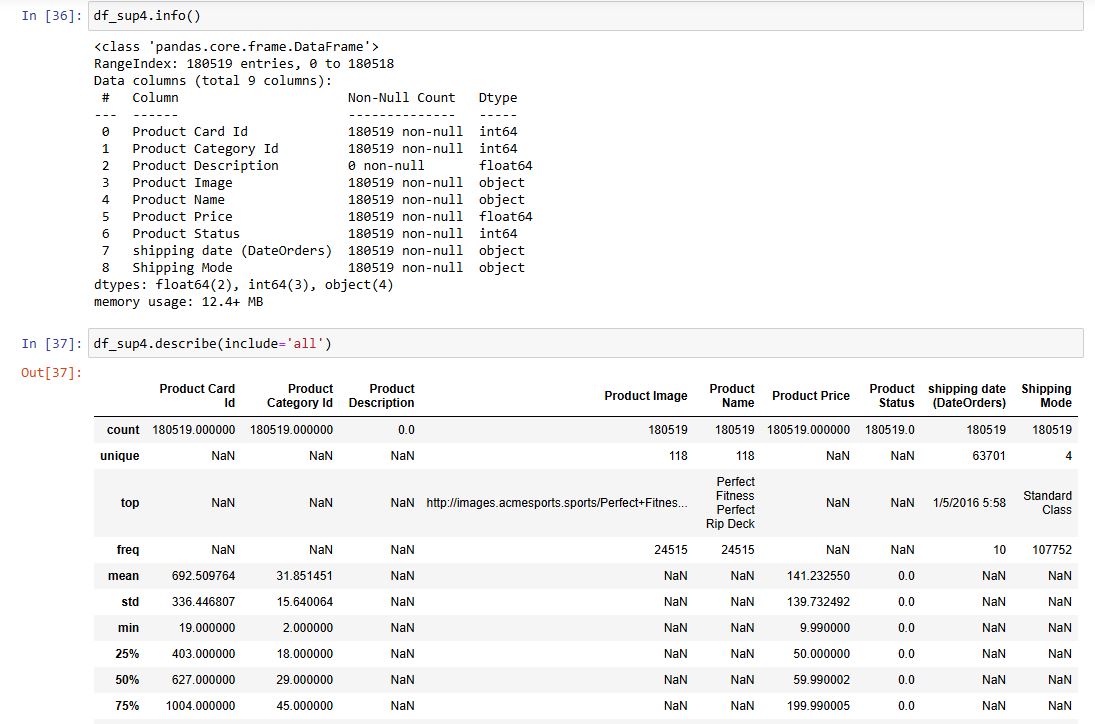 In [36]: df_sup4.info()
<class 'pandas.core.frame.DataFrame'>
RangeIndex: 180519 entries, 0 to 180518
Data columns (total 9 columns):
# Column Non-Null Count Dtype
--- ------ -------------- -----
0 Product Card Id 180519 non-null int64
1 Product Category Id 180519 non-null int64
2 Product Description 0 non-null float64
3 Product Image 180519 non-null object
4 Product Name 180519 non-null object
5 Product Price 180519 non-null float64
6 Product Status 180519 non-null int64
7 shipping date (DateOrders) 180519 non-null object
8 Shipping Mode 180519 non-null object
dtypes: float64(2), int64(3), object(4)
memory usage: 12.4+ MB
In [37]: df_sup4.describe(include='all')
Out[37]:
Product Card Product Product Product Image Product Product Price Product shipping date Shipping
Id Category Id Description Name Status (DateOrders) Mode
count 180519.000000 180519.000000 0.0 180519 180519 180519.000000 180519.0 180519 180519
unique NaN NaN NaN 118 118 NaN NaN 63701 4
Perfect
Fitness
top NaN NaN NaN http://images.acmesports.sports/Perfect+Fitnes... Perfect NaN NaN 1/5/2016 5:58 Standard
Rip Deck Class
freq NaN NaN NaN 24515 24515 NaN NaN 10 107752
mean 692.509764 31.851451 NaN NaN NaN 141.232550 0.0 NaN NaN
std 336.446807 15.640064 NaN NaN NaN 139.732492 0.0 NaN NaN
min 19.000000 2.000000 NaN NaN NaN 9.990000 0.0 NaN NaN
25% 403.000000 18.000000 NaN NaN NaN 50.000000 0.0 NaN NaN
50% 627.000000 29.000000 NaN NaN NaN 59.990002 0.0 NaN NaN
75% 1004.000000 45.000000 NaN NaN NaN 199.990005 0.0 NaN NaN